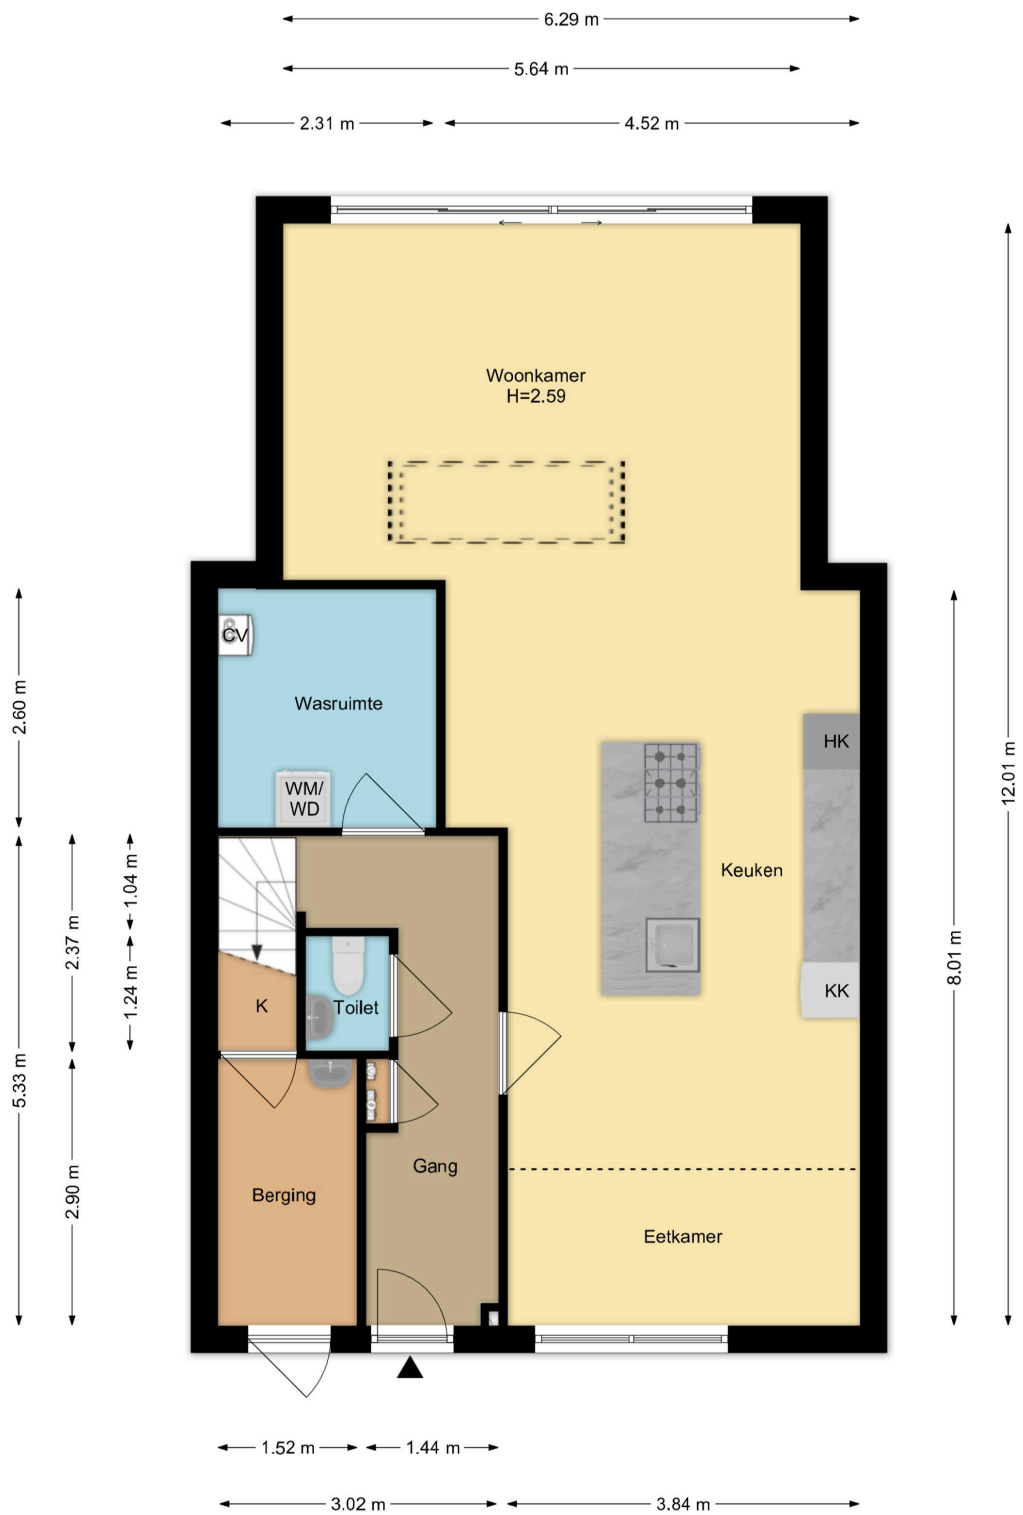 6.29 m
5.64 m
2.31 m
4.52 m
Woonkamer
H=2.59
CV
2.60 m
Wasruimte
HK
12.01 m
WM/
WD
1.04 m
Keuken
2.37 m
8.01 m
1.24 m
KK
K
Toilet
5.33 m
2.90 m
Gang
Berging
Eetkamer
1.52 m
1.44 m
3.02 m
3.84 m